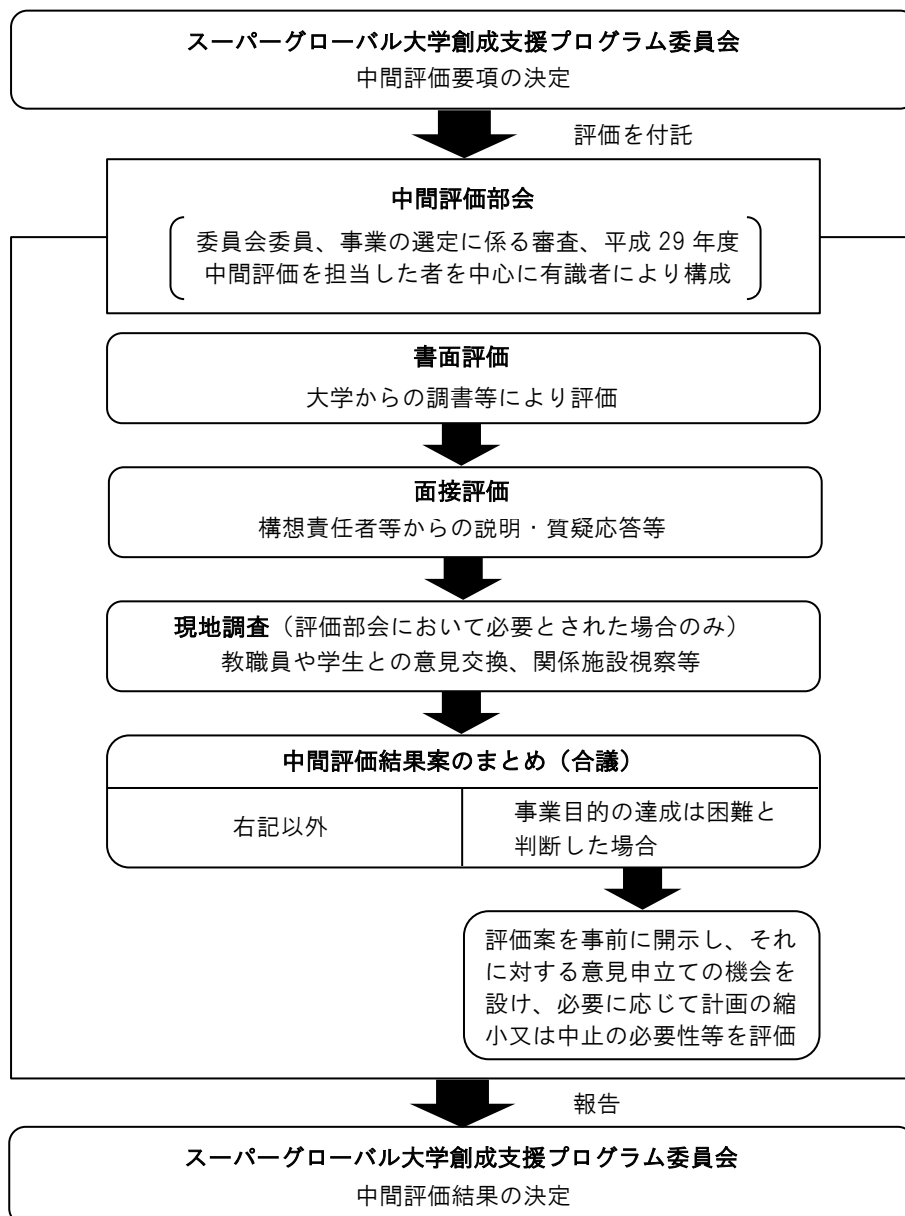 スーパーグローバル大学創成支援プログラム委員会
中間評価要項の決定
評価を付託
中間評価部会
委員会委員、事業の選定に係る審査、平成 29 年度
中間評価を担当した者を中心に有識者により構成
書面評価
大学からの調書等により評価
面接評価
構想責任者等からの説明・質疑応答等
現地調査（評価部会において必要とされた場合のみ）
教職員や学生との意見交換、関係施設視察等
中間評価結果案のまとめ（合議）
右記以外
事業目的の達成は困難と
判断した場合
評価案を事前に開示し、それ
に対する意見申立ての機会を
設け、必要に応じて計画の縮
小又は中止の必要性等を評価
報告
スーパーグローバル大学創成支援プログラム委員会
中間評価結果の決定